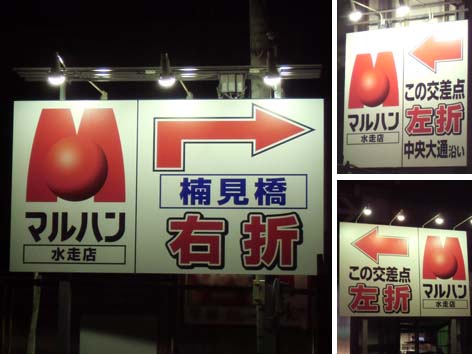 マルハン
水走店
楠見橋
右折
マルハン
水走店
この交差点
左折
中央大通沿い
この交差点
左折
マルハン
水走店